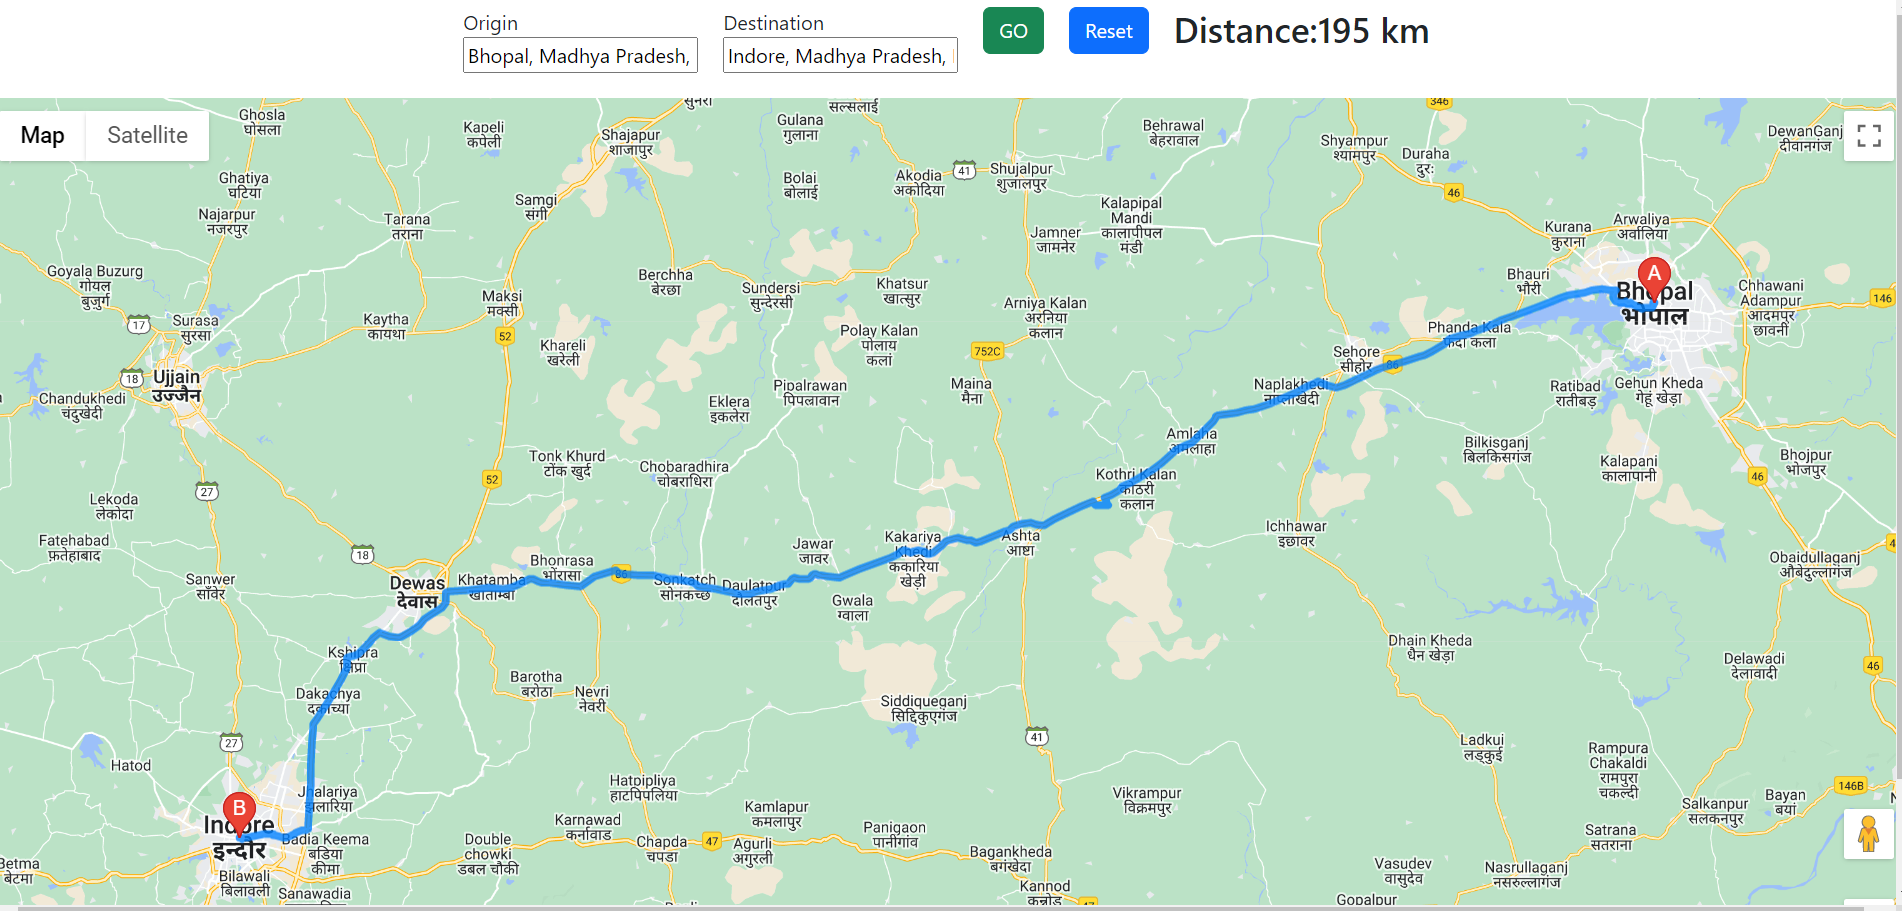 Origin
Destination
GO
Reset
Distance:195 km
Bhopal, Madhya Pradesh,
Indore, Madhya Pradesh,
Map
Satellite
Ghosla
घोसला
Kapeli
कपेली
सुनेरा
Shajapur
शाजापुर
Gulana
गुलाना
सल्सलाई
Behrawal
बेहरावाल
346
Shyampur
श्यामपुर
Duraha
दुरः
DewanGanj
दीवानगंज
Ghatiya
घटिया
Bolai
बोलाई
Akodia
अकोदिया
41
Shujalpur
शुजालपुर
46
Samgi
संगी
Najarpur
नजरपुर
Tarana
तराना
Kalapipal
Mandi
कालापीपल
मंडी
Jamner
जामनेर
Kurana
कुराना
Arwaliya
अर्वालिया
Goyala Buzurg
गोयल
बुजुर्ग
Berchha
बेरछा
Sundersi
सुन्देरसी
Khatsur
खात्सुर
Bhauri
भौरी
A
Bhopal
भोपाल
Chhawani
Adampur
आदमपुर
छावनी
146
Maksi
मक्सी
52
Arniya Kalan
अरनिया
कलान
17
Surasa
सुरसा
Kaytha
कायथा
Khareli
खरेली
Polay Kalan
पोलाय
कलां
Phanda Kala
फंदा कला
752C
Sehore
सीहोर
86
18
Ujjain
उज्जैन
Chandukhedi
चंदुखेदी
Pipalrawan
पिपलरावान
Maina
मैना
Naplakhedi
नाप्लाखेदी
Ratibad
रातीबड़
Gehun Kheda
गेहूं खेड़ा
Eklera
इकलेरा
Amlaha
अमलाहा
Bilkisganj
बिलकिसगंज
Kalapani
कालापानी
Bhojpur
भोजपुर
46
Tonk Khurd
टोंक खुर्द
Chobaradhira
चोबाराधिरा
Kothri Kalan
कोठरी
कलान
52
27
Lekoda
लेकोदा
Fatehabad
फ़तेहाबाद
18
Ichhawar
इछावर
Ashta
आष्टा
Kakariya
Khedi
ककारिया
खेड़ी
Jawar
जावर
Obaidullaganj
औबेदुल्लागंज
Bhonrasa
भोंरासा
86
Sanwer
साँवेर
Dewas
देवास
Khatamba
खाताम्बा
Sonkatch
सोनकच्छ
Daulatpur
दौलतपुर
Gwala
ग्वाला
Kshipra
क्षिप्रा
Dhain Kheda
धैन खेड़ा
Delawadi
देलावादी
46
Barotha
बरोठा
Nevri
नेवरी
Dakachya
दकाच्या
Siddiqueganj
सिद्दिकुएगंज
41
27
Hatod
Ladkui
लड्कुई
Rampura
Chakaldi
रामपुरा
चकल्दी
Hatpipliya
हाटपिपलिया
Jhalariya
झलारिया
Vikrampur
विक्रमपुर
146B
Bayan
बयां
Salkanpur
सलकनपुर
B
Indore
इन्दौर
Kamlapur
कमलापुर
Karnawad
कर्नावाड
Panigaon
पानीगांव
Satrana
सतराना
Badia Keema
बडिया
कीमा
Double
chowki
डबल चौकी
Chapda
चपडा
47
Agurli
अगुरली
Bagankheda
बागंखेदा
Vasudev
वासुदेव
Nasrullaganj
नसरुल्लागंज
Betma
बेटमा
Bilawali
बिलावली
Sanawadia
Kannod
कन्नोड
47
Gopalpur